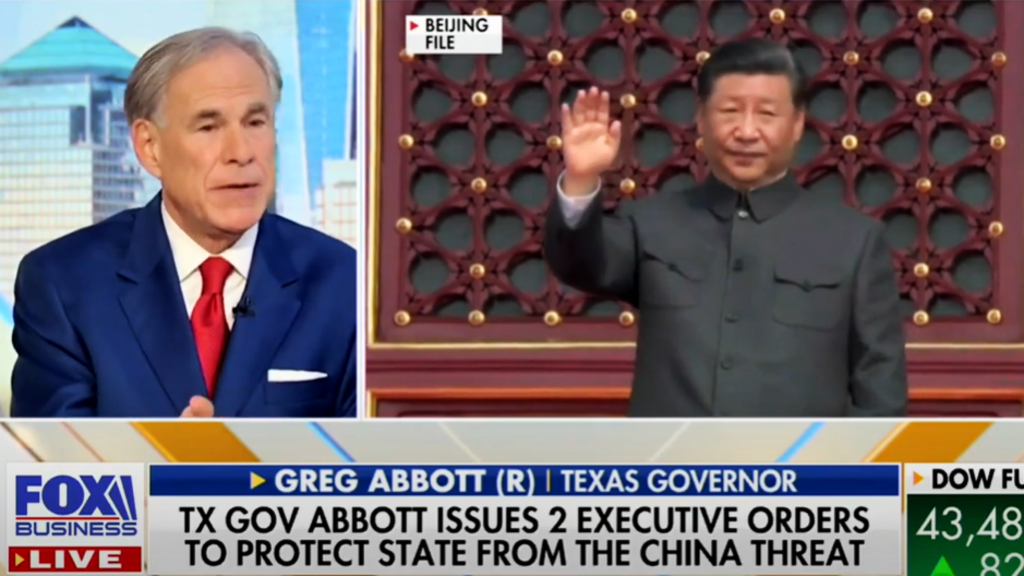 BEIJING
FILE
GREG ABBOTT (R) | TEXAS GOVERNOR
TX GOV ABBOTT ISSUES 2 EXECUTIVE ORDERS
TO PROTECT STATE FROM THE CHINA THREAT
FOX
BUSINESS
LIVE
DOW FU
43,48
82